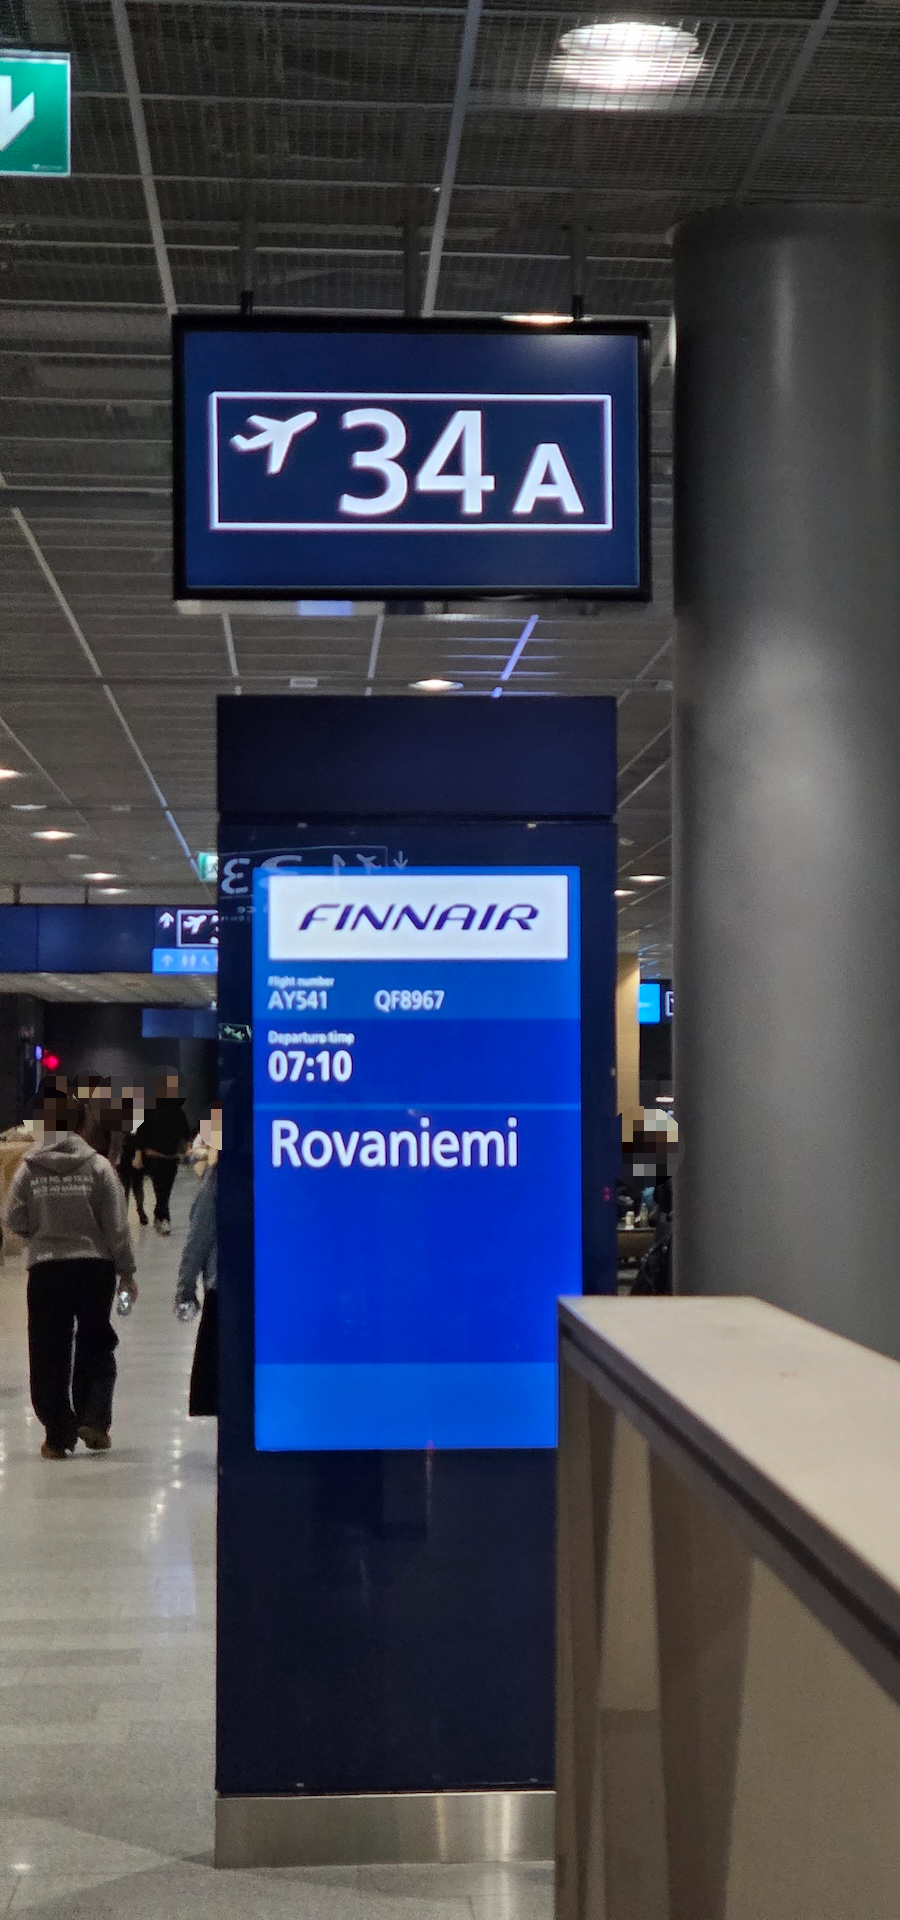 34 A
FINNAIR
Flight number
AY541 QF8967
Departure time
07:10
Rovaniemi